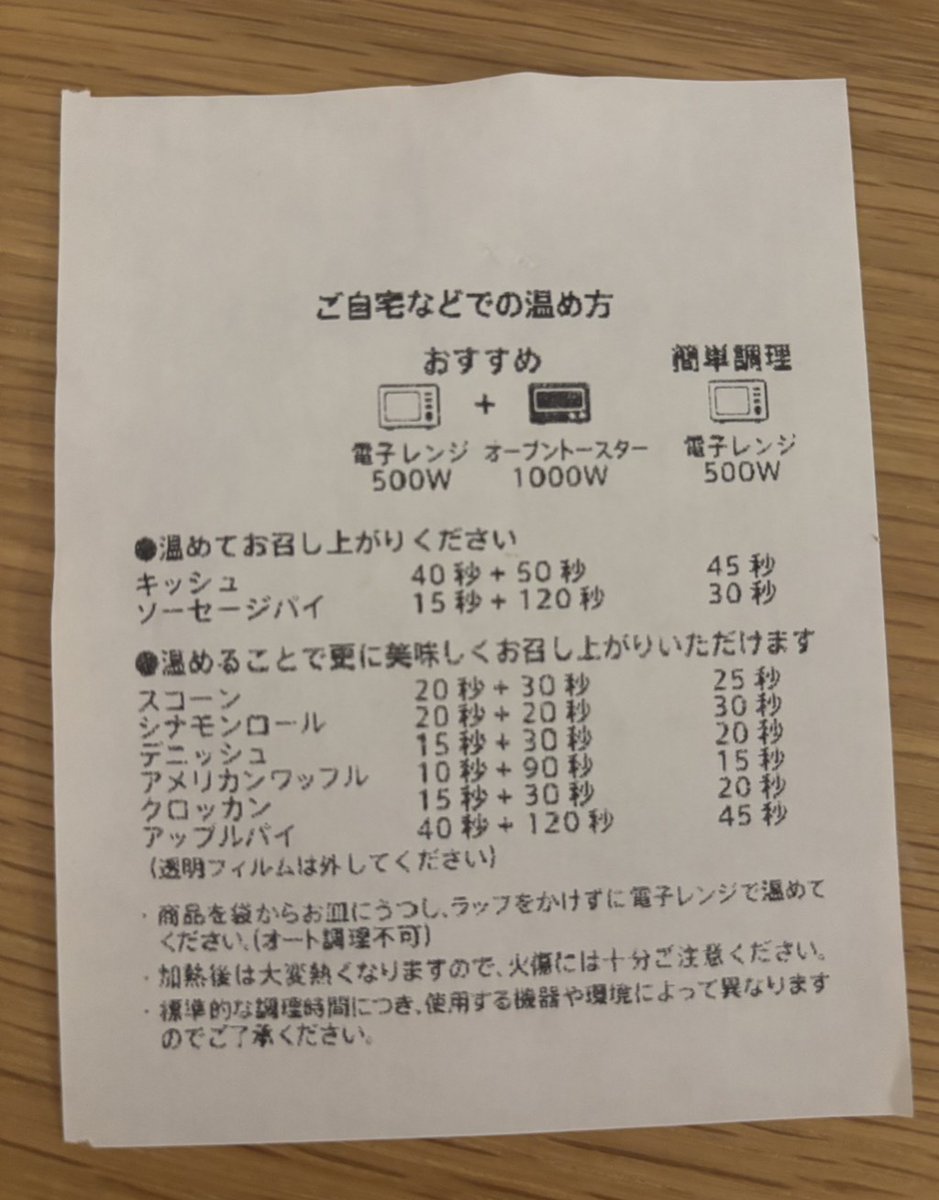 ご自宅などでの温め方
おすすめ 簡単調理
+
電子レンジ オーブントースター 電子レンジ
500W 1000W 500W
●温めてお召し上がりください
キッシュ 40秒+50秒 45秒
ソーセージパイ 15秒+120秒 30秒
●温めることで更に美味しくお召し上がりいただけます
スコーン 20秒+30秒 25秒
シナモンロール 20秒+20秒 30秒
デニッシュ 15秒+30秒 20秒
アメリカンワッフル 10秒+90秒 15秒
クロッカン 15秒+30秒 20秒
アップルパイ 40秒+120秒 45秒
(透明フィルムは外してください)
・商品を袋からお皿にうつし、ラップをかけずに電子レンジで温めて
ください。(オート調理不可)
・加熱後は大変熱くなりますので、火傷には十分ご注意ください。
・標準的な調理時間につき、使用する機器や環境によって異なります
のでご了承ください。